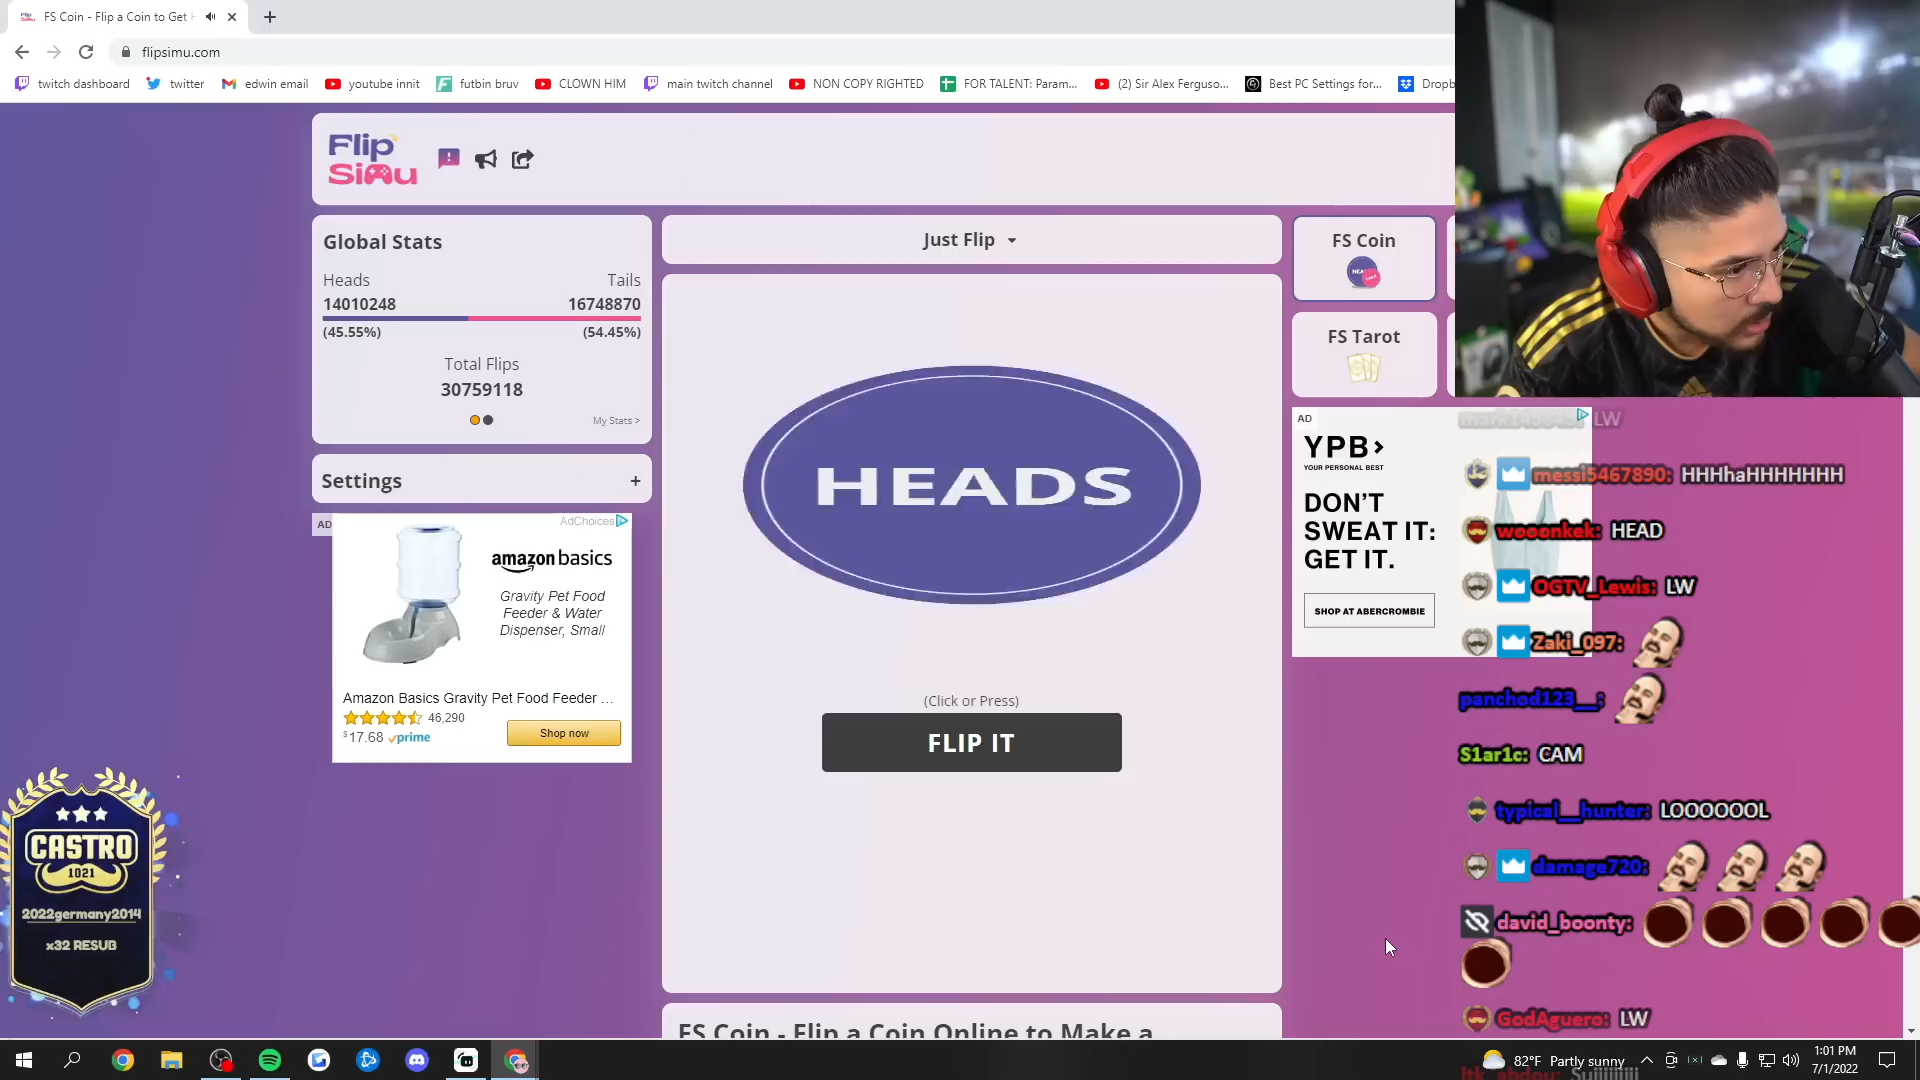 FS Coin - Flip a Coin to Get H
flipsimu.com
twitch dashboard
twitter
edwin email
youtube innit
futbin bruv
CLOWN HIM
main twitch channel
NON COPY RIGHTED
FOR TALENT: Param...
(2) Sir Alex Ferguso...
Best PC Settings for...
Dropb
Flip
Simu
Global Stats
Heads
Tails
14010248
16748870
(45.55%)
(54.45%)
Total Flips
30759118
My Stats >
Settings
+
AD
AdChoices
amazon basics
Gravity Pet Food
Feeder & Water
Dispenser, Small
Amazon Basics Gravity Pet Food Feeder ...
46,290
$17.68 prime
Shop now
Just Flip
HEADS
(Click or Press)
FLIP IT
FS Coin - Flip a Coin Online to Make a
FS Coin
FS Tarot
AD
YPB>
YOUR PERSONAL BEST
DON'T
SWEAT IT:
GET IT.
SHOP AT ABERCROMBIE
LW
messi5467890: HHHhaHHHHHHH
wooonkek: HEAD
OGTV_Lewis: LW
Zaki_097:
panchod123__:
S1ar1c: CAM
typical__hunter: LOOOOOOL
damage720:
david_boonty:
GodAguero: LW
CASTRO
1021
2022germany2014
x32 RESUB
82°F Partly sunny
1:01 PM
7/1/2022